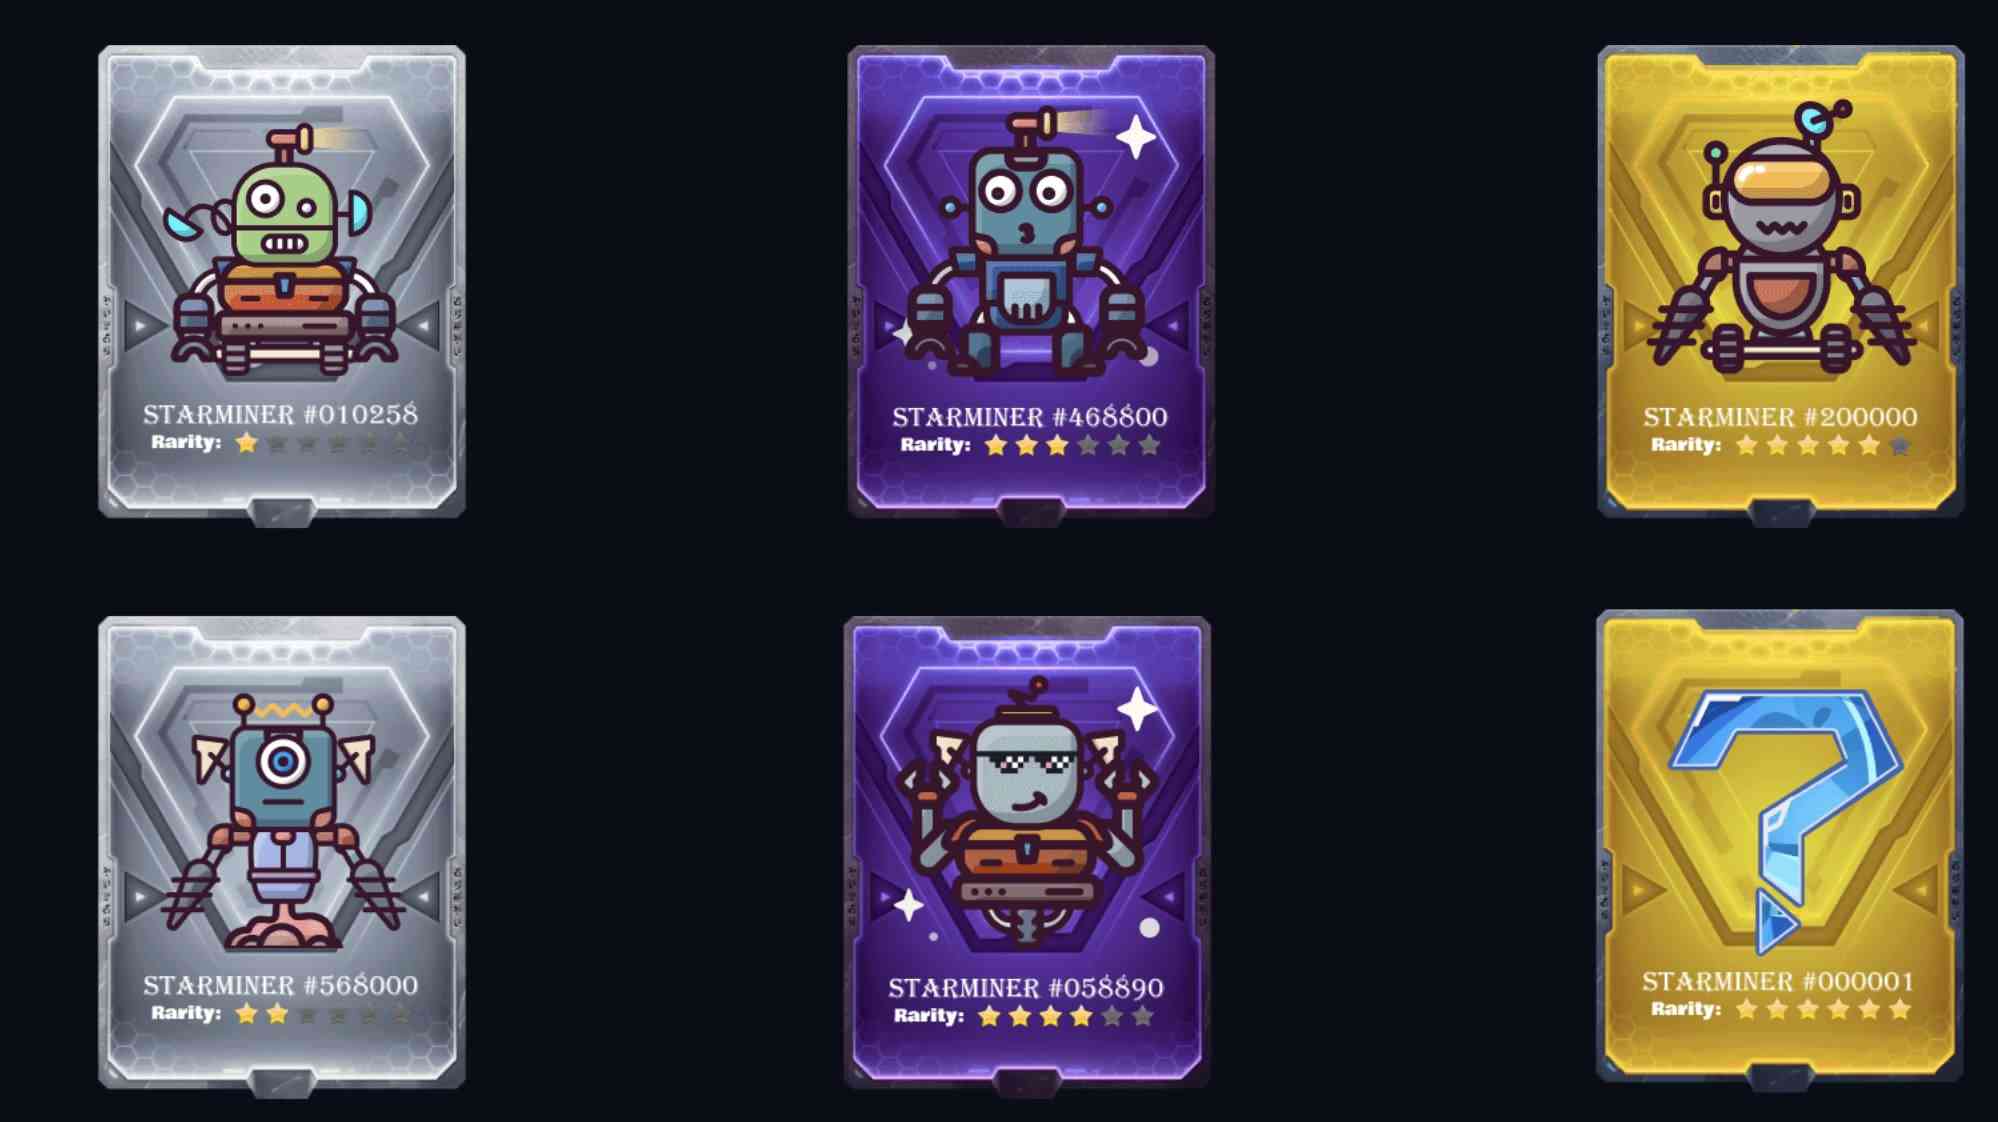 STARMINER #010258
Rarity:
STARMINER #468800
Rarity:
STARMINER #200000
Rarity:
STARMINER #568000
Rarity:
STARMINER #058890
Rarity:
STARMINER #000001
Rarity: